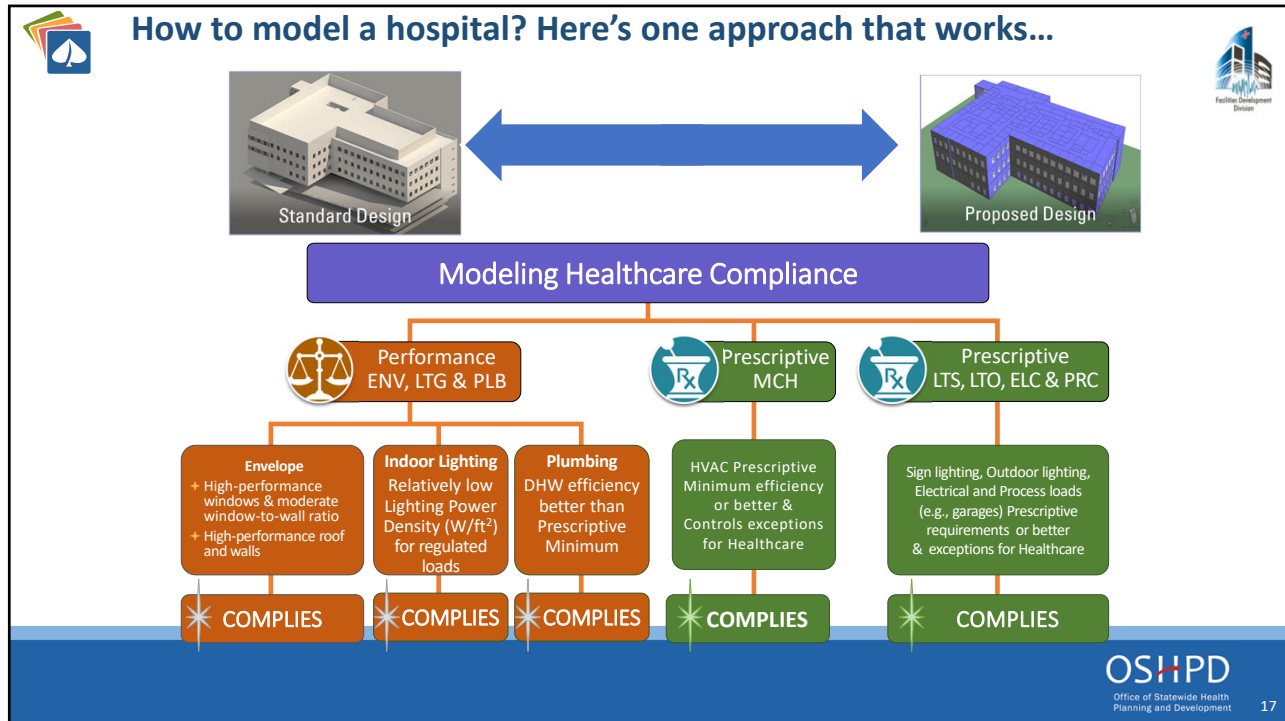 How to model a hospital? Here's one approach that works…
Facilities Development
Division
Standard Design
Proposed Design
Modeling Healthcare Compliance
Performance
ENV, LTG & PLB
Rx
Prescriptive
MCH
Rx
Prescriptive
LTS, LTO, ELC & PRC
Envelope
High-performance
windows & moderate
window-to-wall ratio
High-performance roof
and walls
Indoor Lighting
Relatively low
Lighting Power
Density (W/ft²)
for regulated
loads
Plumbing
DHW efficiency
better than
Prescriptive
Minimum
HVAC Prescriptive
Minimum efficiency
or better &
Controls exceptions
for Healthcare
Sign lighting, Outdoor lighting,
Electrical and Process loads
(e.g., garages) Prescriptive
requirements or better
& exceptions for Healthcare
COMPLIES
COMPLIES
COMPLIES
COMPLIES
COMPLIES
OSHPD
Office of Statewide Health
Planning and Development
17